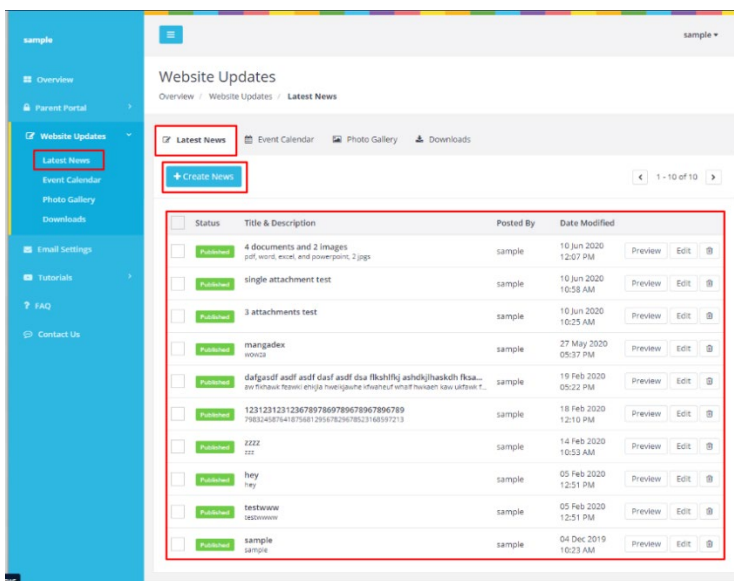 sample
sample
Overview
Parent Portal
Website Updates
Latest News
Event Calendar
Photo Gallery
Downloads
Email Settings
Tutorials
FAQ
Contact Us
Website Updates
Overview / Website Updates / Latest News
Latest News Event Calendar Photo Gallery Downloads
+ Create News
1 - 10 of 10
Status Title & Description Posted By Date Modified
Published 4 documents and 2 images sample 10 Jun 2020 Preview Edit
pdf, word, excel, and powerpoint, 2 jpgs 12:07 PM
Published single attachment test sample 10 Jun 2020 Preview Edit
10:58 AM
Published 3 attachments test sample 10 Jun 2020 Preview Edit
10:25 AM
Published mangadex sample 27 May 2020 Preview Edit
wowza 05:37 PM
Published dafgasdf asdf asdf dasf asdf dsa flkshlfkj ashdkjlhaskdh fksa... sample 19 Feb 2020 Preview Edit
05:22 PM
Published sample 18 Feb 2020 Preview Edit
12:10 PM
Published zzzz sample 14 Feb 2020 Preview Edit
zzz 10:53 AM
Published hey sample 05 Feb 2020 Preview Edit
hey 12:51 PM
Published testwww sample 05 Feb 2020 Preview Edit
testwwww 12:51 PM
Published sample sample 04 Dec 2019 Preview Edit
sample 10:23 AM